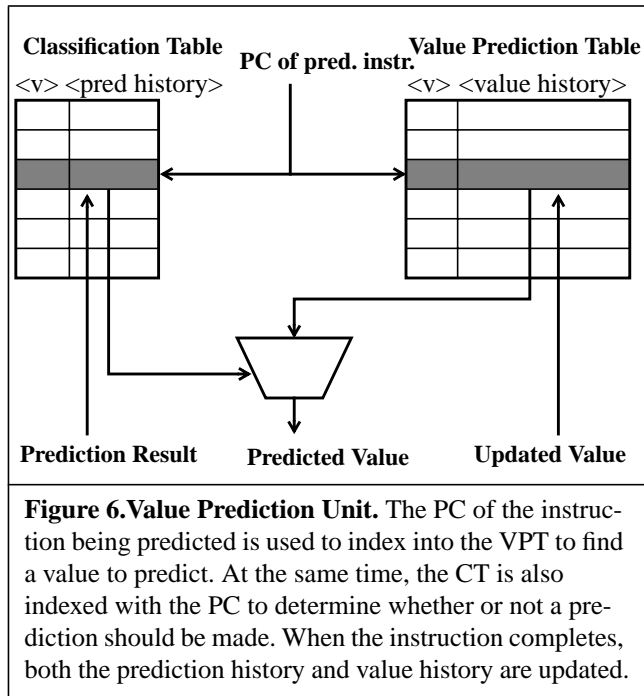 Classification Table
PC of pred. instr.
Value Prediction Table
<v> <pred history>
<v> <value history>
Prediction Result
Predicted Value
Updated Value
Figure 6.Value Prediction Unit. The PC of the instruc-
tion being predicted is used to index into the VPT to find
a value to predict. At the same time, the CT is also
indexed with the PC to determine whether or not a pre-
diction should be made. When the instruction completes,
both the prediction history and value history are updated.